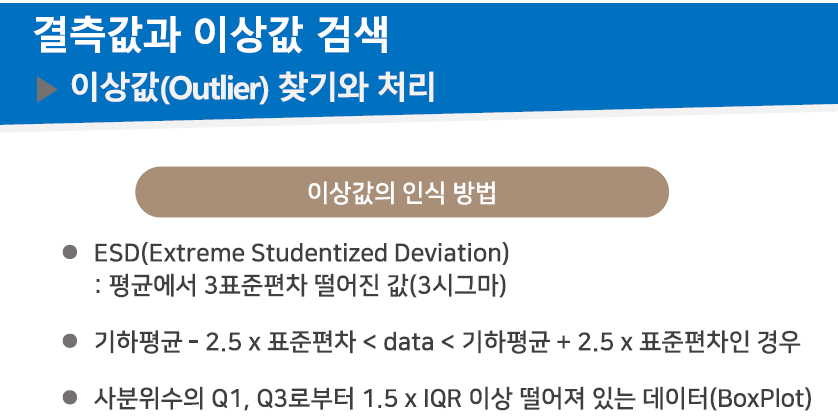 결측값과 이상값 검색
▶ 이상값(Outlier) 찾기와 처리
이상값의 인식 방법
● ESD(Extreme Studentized Deviation)
: 평균에서 3표준편차 떨어진 값(3시그마)
● 기하평균 - 2.5 x 표준편차 < data < 기하평균 + 2.5 x 표준편차인 경우
● 사분위수의 Q1, Q3로부터 1.5 x IQR 이상 떨어져 있는 데이터(BoxPlot)